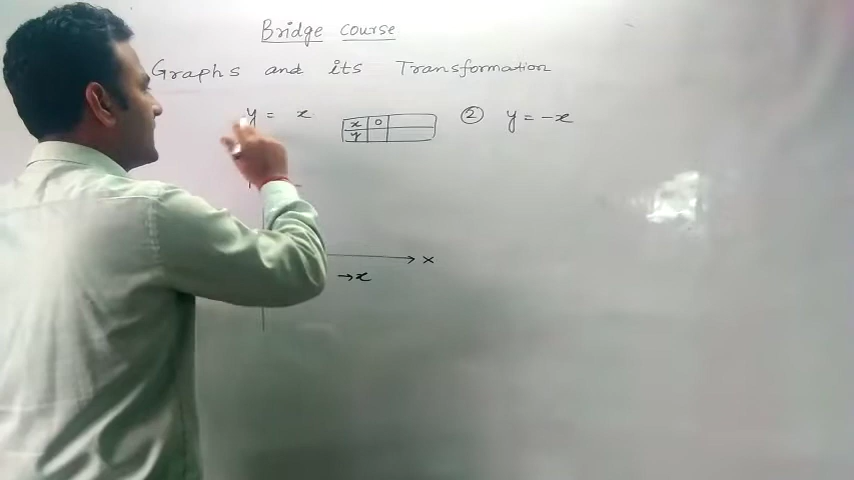 Bridge course
Graphs and its Transformation
y = x
x 0
y
② y = -x
x
→x